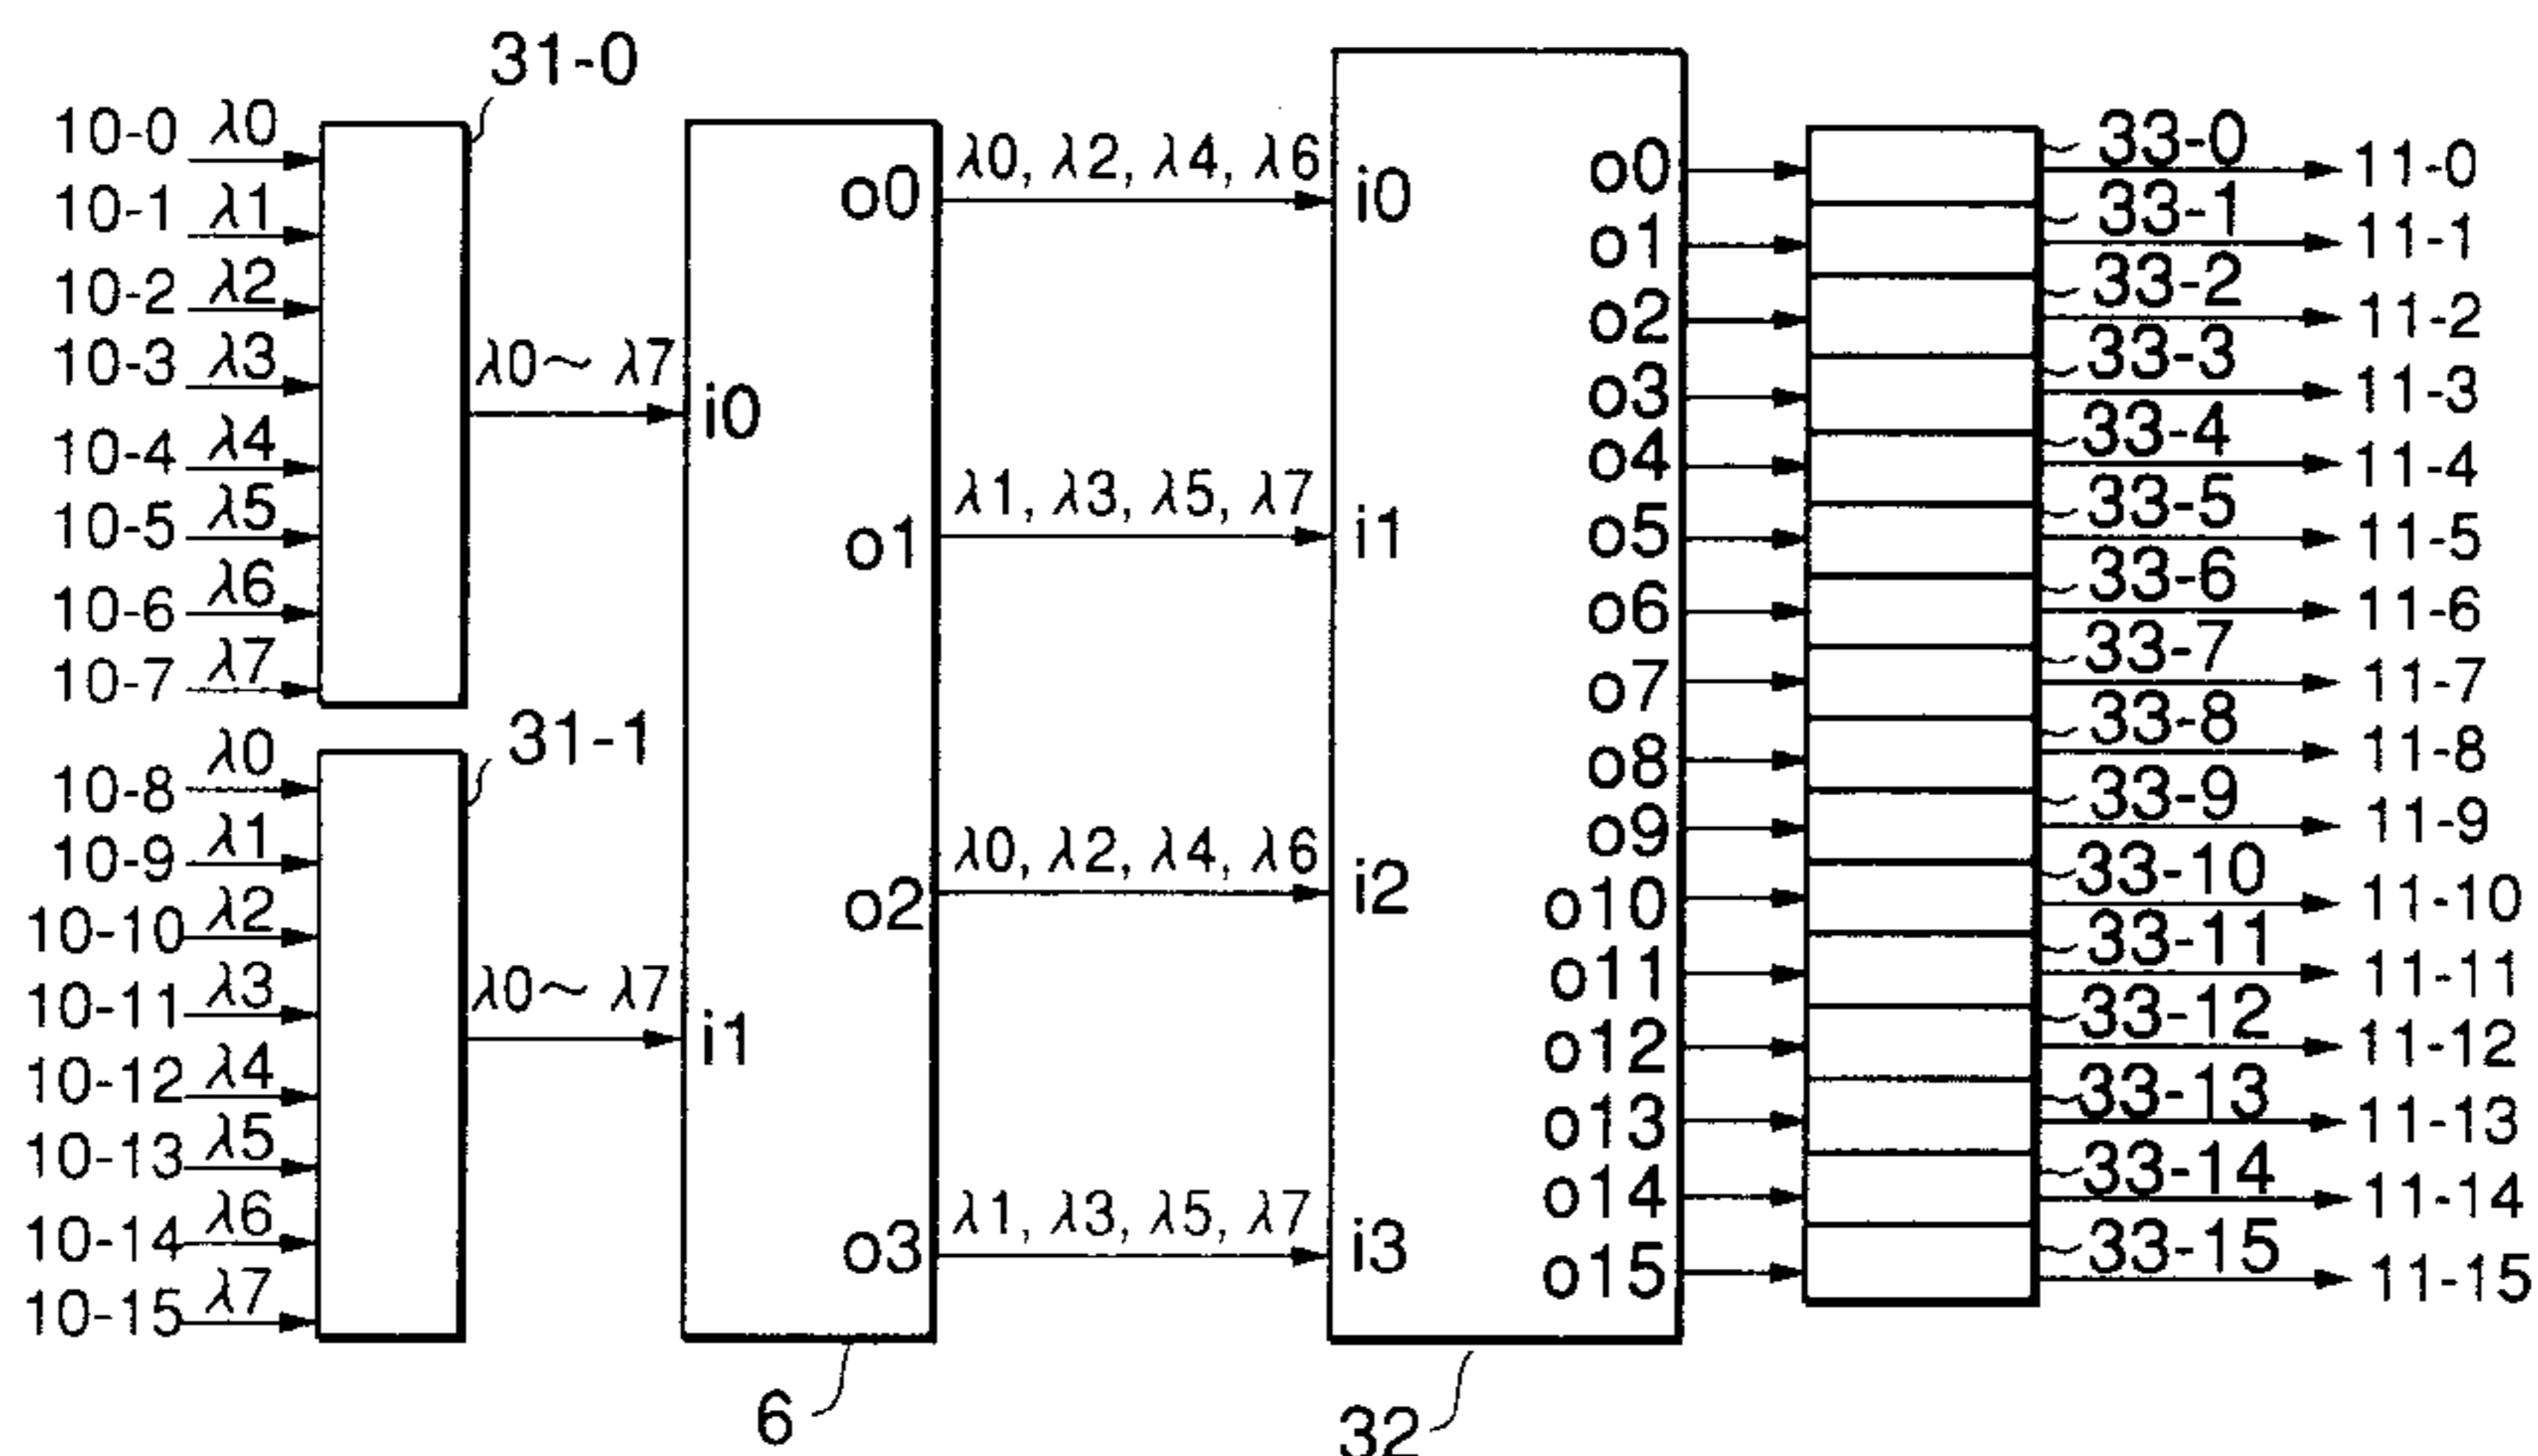 31-0
10-0 λ0
10-1 λ1
10-2 λ2
10-3 λ3
10-4 λ4
10-5 λ5
10-6 λ6
10-7 λ7
λ0~ λ7
31-1
10-8 λ0
10-9 λ1
10-10 λ2
10-11 λ3
10-12 λ4
10-13 λ5
10-14 λ6
10-15 λ7
λ0~ λ7
i0
i1
o0
o1
o2
o3
6
λ0, λ2, λ4, λ6
λ1, λ3, λ5, λ7
λ0, λ2, λ4, λ6
λ1, λ3, λ5, λ7
i0
i1
i2
i3
32
o0
o1
o2
o3
o4
o5
o6
o7
o8
o9
o10
o11
o12
o13
o14
o15
33-0 11-0
33-1 11-1
33-2 11-2
33-3 11-3
33-4 11-4
33-5 11-5
33-6 11-6
33-7 11-7
33-8 11-8
33-9 11-9
33-10 11-10
33-11 11-11
33-12 11-12
33-13 11-13
33-14 11-14
33-15 11-15